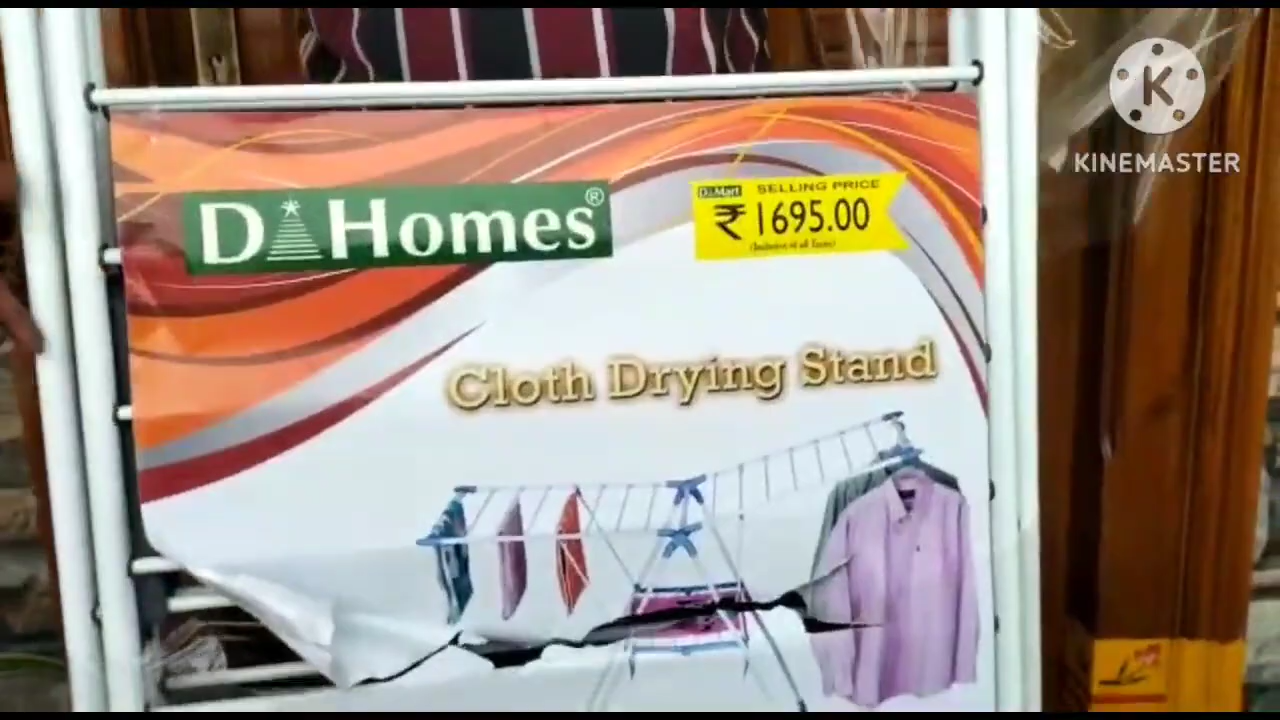 K
KINEMASTER
D Homes®
D Mart SELLING PRICE
₹ 1695.00
(Inclusive of all Taxes)
Cloth Drying Stand